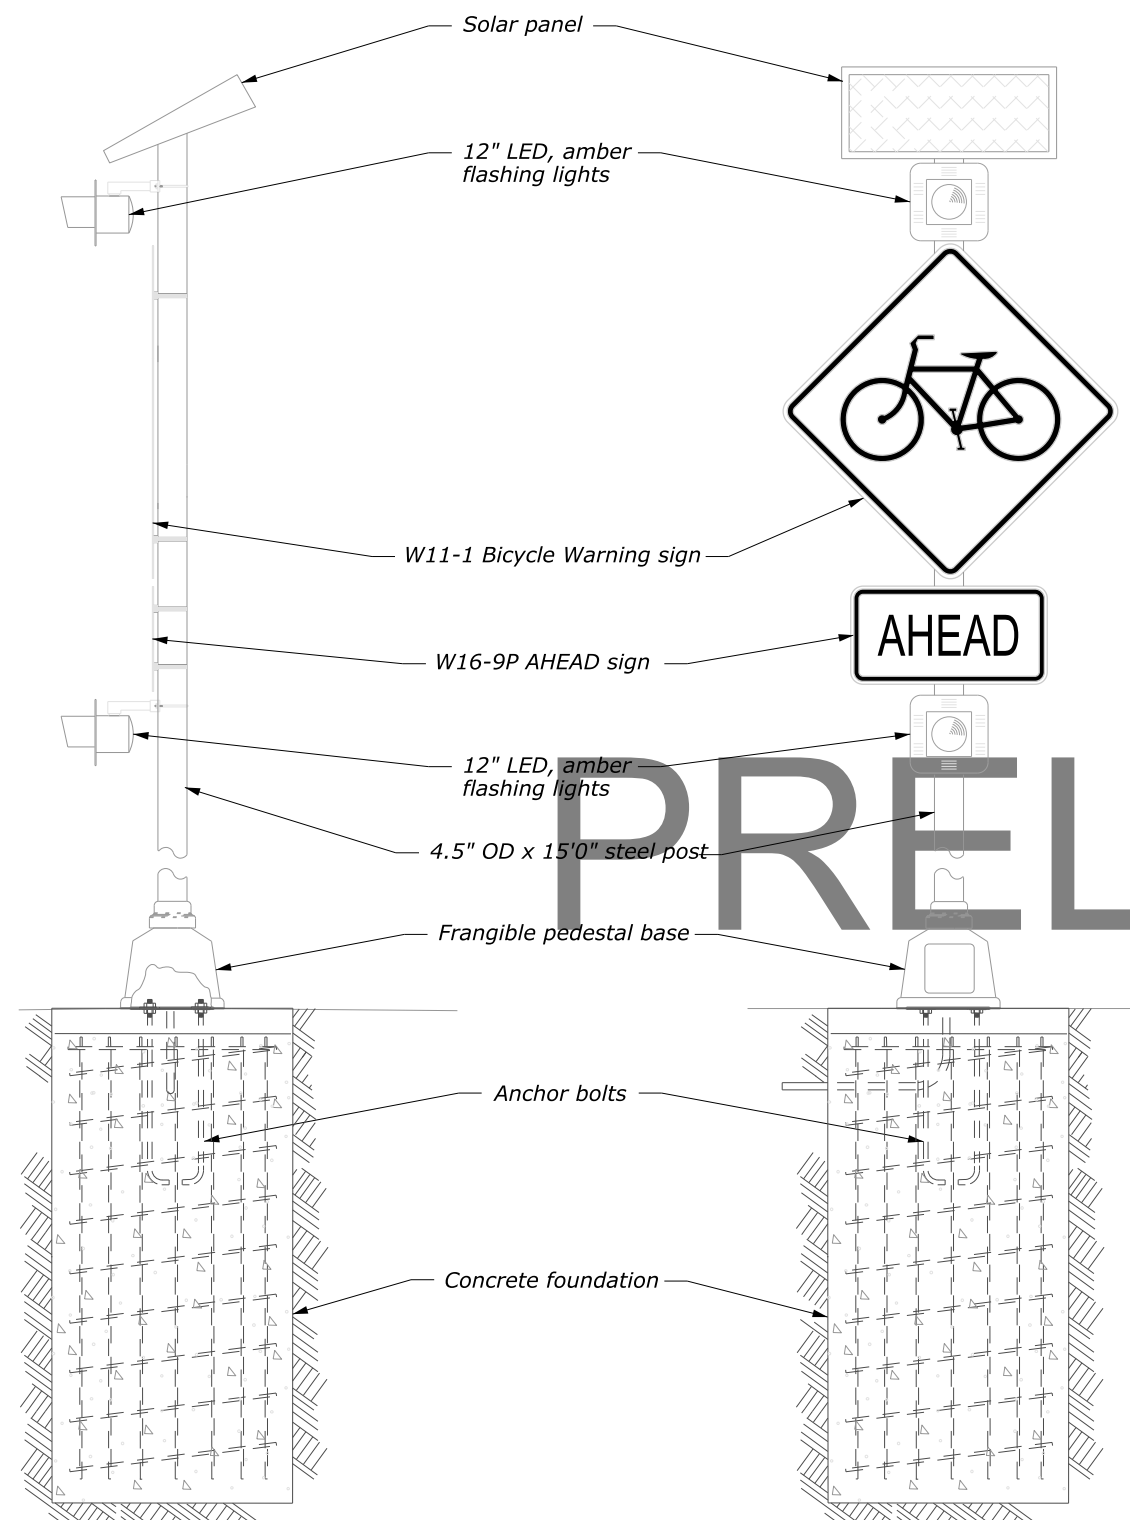 Solar panel
12" LED, amber
flashing lights
W11-1 Bicycle Warning sign
AHEAD
W16-9P AHEAD sign
12" LED, amber
flashing lights
PREL
4.5" OD x 15'0" steel post
Frangible pedestal base
Anchor bolts
Concrete foundation